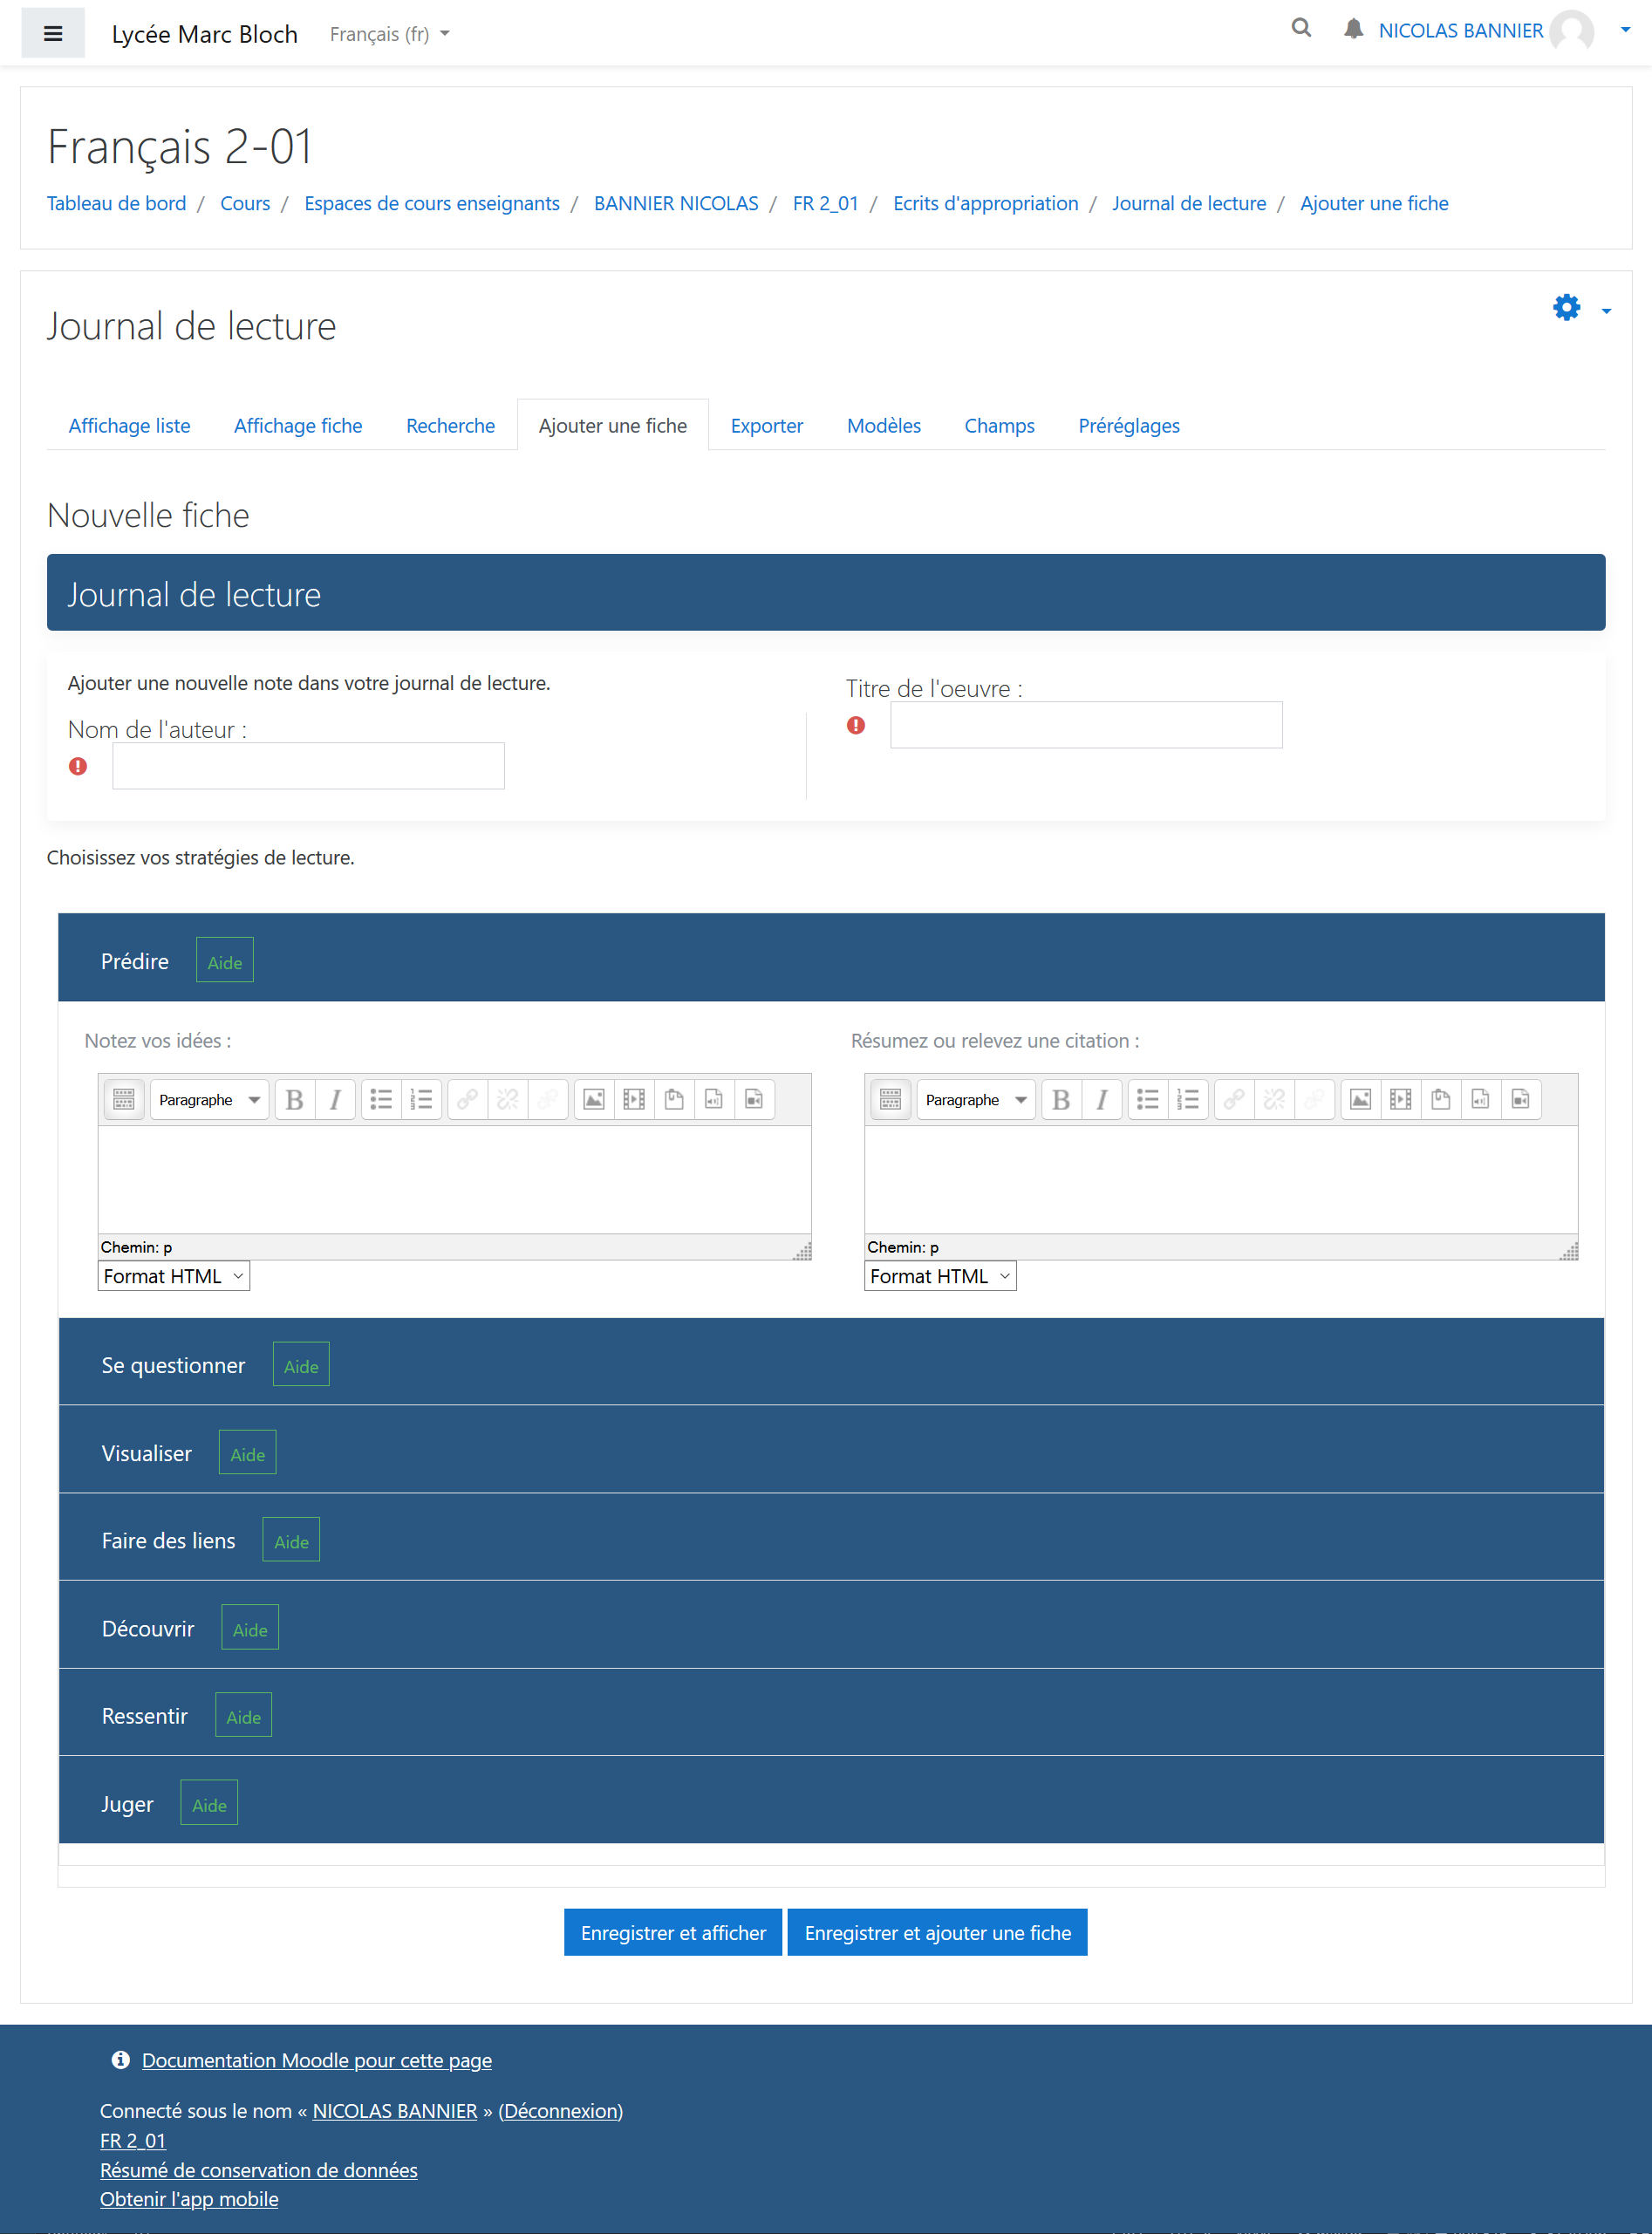 Lycée Marc Bloch Français (fr) NICOLAS BANNIER
Français 2-01
Tableau de bord / Cours / Espaces de cours enseignants / BANNIER NICOLAS / FR 2_01 / Ecrits d'appropriation / Journal de lecture / Ajouter une fiche
Journal de lecture
Affichage liste Affichage fiche Recherche Ajouter une fiche Exporter Modèles Champs Préréglages
Nouvelle fiche
Journal de lecture
Ajouter une nouvelle note dans votre journal de lecture.
Nom de l'auteur :
Titre de l'oeuvre :
Choisissez vos stratégies de lecture.
Prédire Aide
Notez vos idées : Résumez ou relevez une citation :
Paragraphe B I Paragraphe B I
Chemin: p Chemin: p
Format HTML Format HTML
Se questionner Aide
Visualiser Aide
Faire des liens Aide
Découvrir Aide
Ressentir Aide
Juger Aide
Enregistrer et afficher Enregistrer et ajouter une fiche
Documentation Moodle pour cette page
Connecté sous le nom « NICOLAS BANNIER » (Déconnexion)
FR 2_01
Résumé de conservation de données
Obtenir l'app mobile